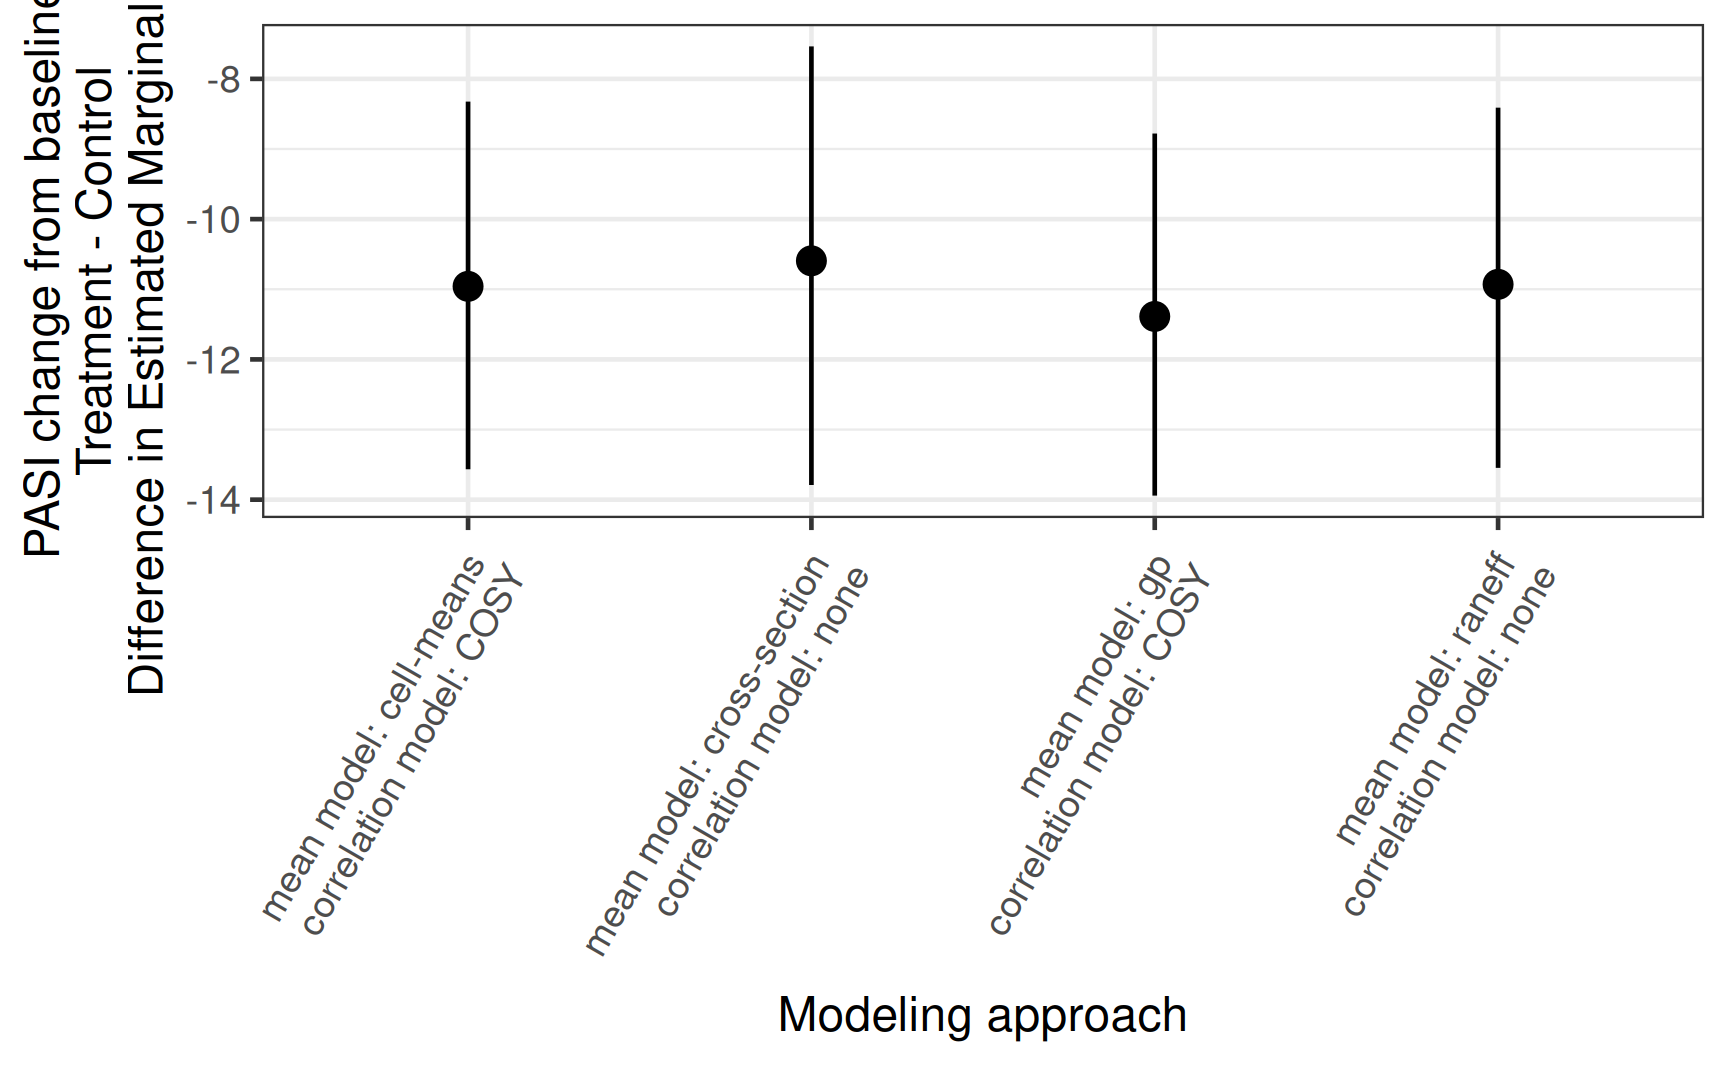 PASI change from baseline
Treatment - Control
Difference in Estimated Marginal
-8
-10
-12
-14
mean model: cell-means
correlation model: COSY
mean model: cross-section
correlation model: none
mean model: gp
correlation model: COSY
mean model: raneff
correlation model: none
Modeling approach